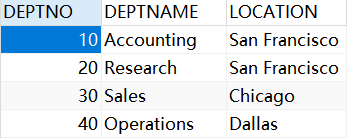 DEPTNO DEPTNAME LOCATION
10 Accounting San Francisco
20 Research San Francisco
30 Sales Chicago
40 Operations Dallas